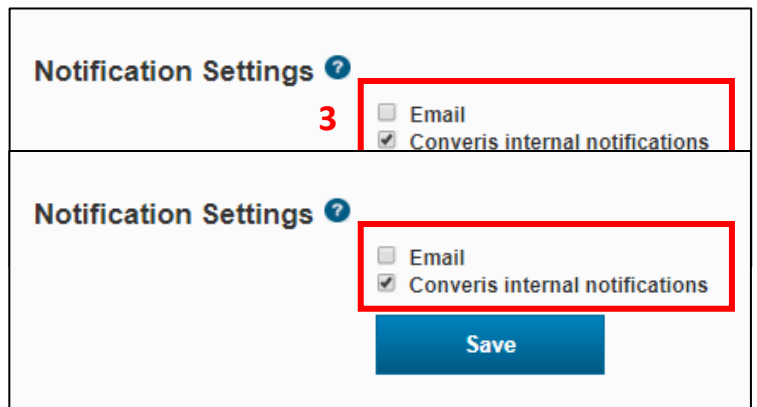 Notification Settings ?
3
Email
Converis internal notifications
Notification Settings ?
Email
Converis internal notifications
Save